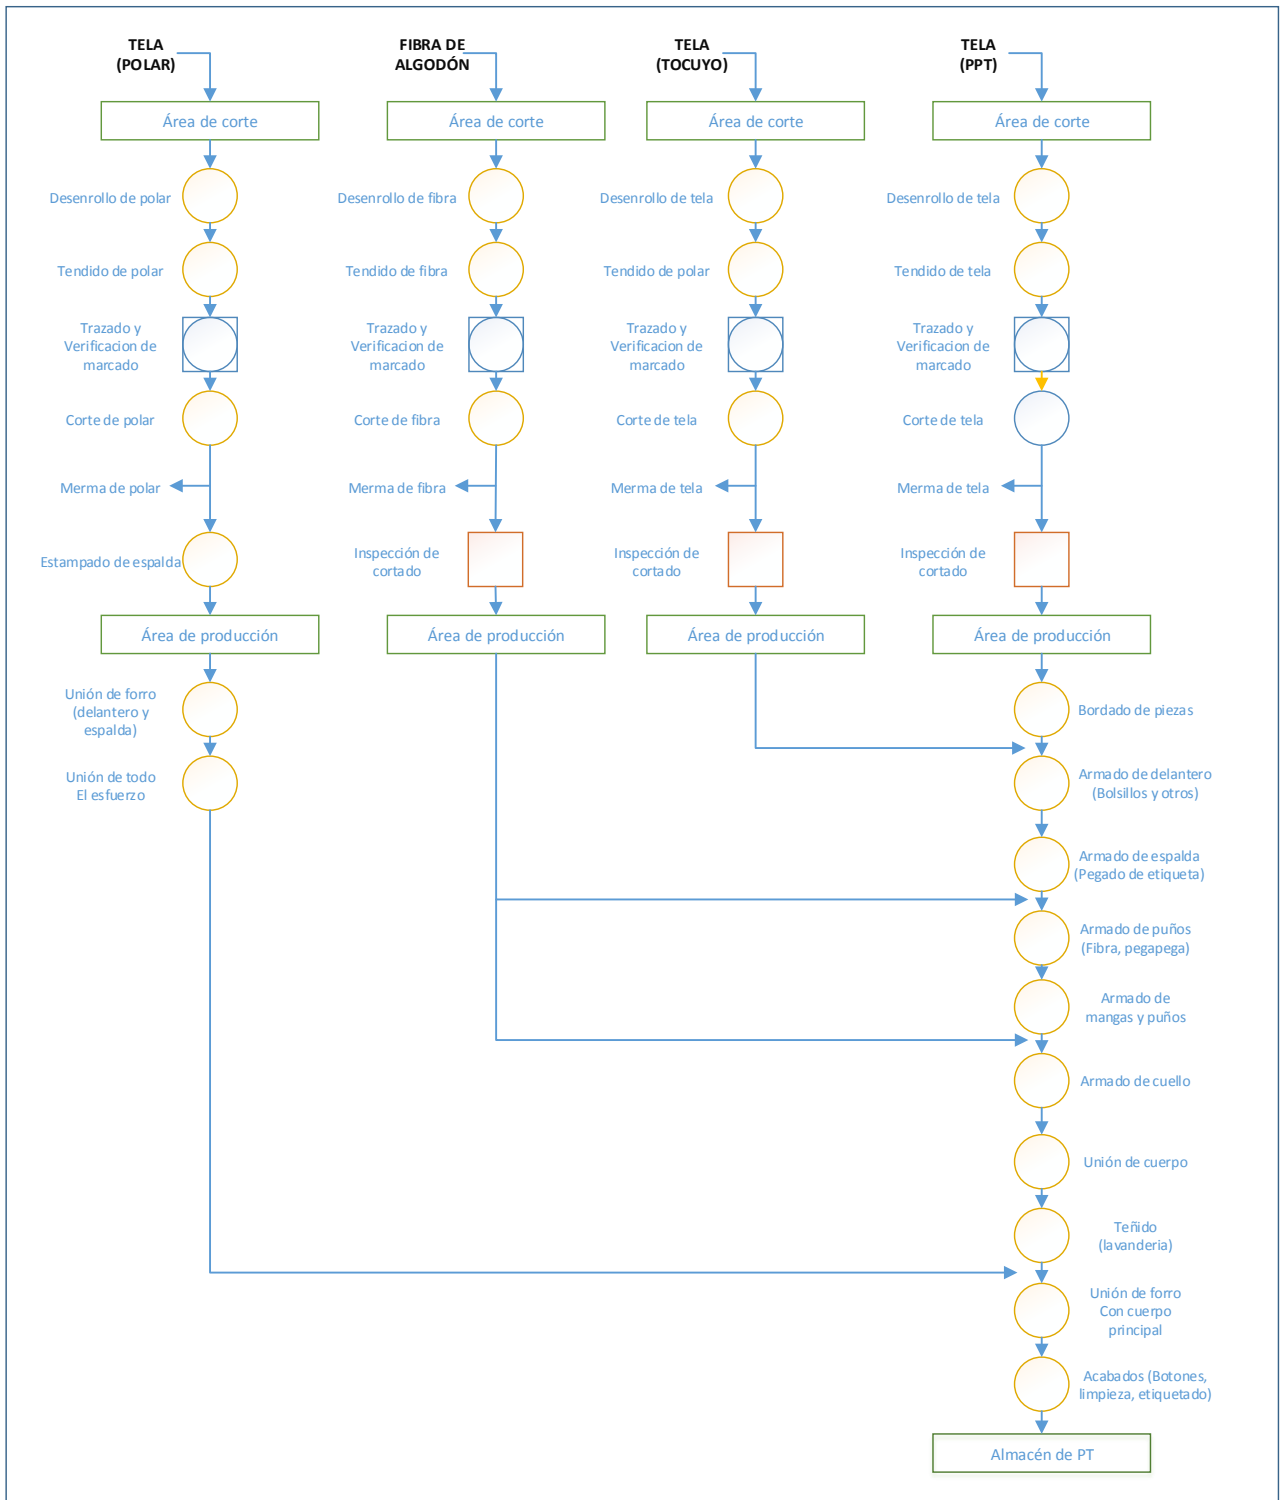 TELA
(POLAR)
FIBRA DE
ALGODÓN
TELA
(TOCUYO)
TELA
(PPT)
Área de corte
Área de corte
Área de corte
Área de corte
Desenrollo de polar
Desenrollo de fibra
Desenrollo de tela
Desenrollo de tela
Tendido de polar
Tendido de fibra
Tendido de polar
Tendido de tela
Trazado y
Verificacion de
marcado
Trazado y
Verificacion de
marcado
Trazado y
Verificacion de
marcado
Trazado y
Verificacion de
marcado
Corte de polar
Corte de fibra
Corte de tela
Corte de tela
Merma de polar
Merma de fibra
Merma de tela
Merma de tela
Estampado de espalda
Inspección de
cortado
Inspección de
cortado
Inspección de
cortado
Área de producción
Área de producción
Área de producción
Área de producción
Unión de forro
(delantero y
espalda)
Bordado de piezas
Unión de todo
El esfuerzo
Armado de delantero
(Bolsillos y otros)
Armado de espalda
(Pegado de etiqueta)
Armado de puños
(Fibra, pegapega)
Armado de
mangas y puños
Armado de cuello
Unión de cuerpo
Teñido
(lavanderia)
Unión de forro
Con cuerpo
principal
Acabados (Botones,
limpieza, etiquetado)
Almacén de PT